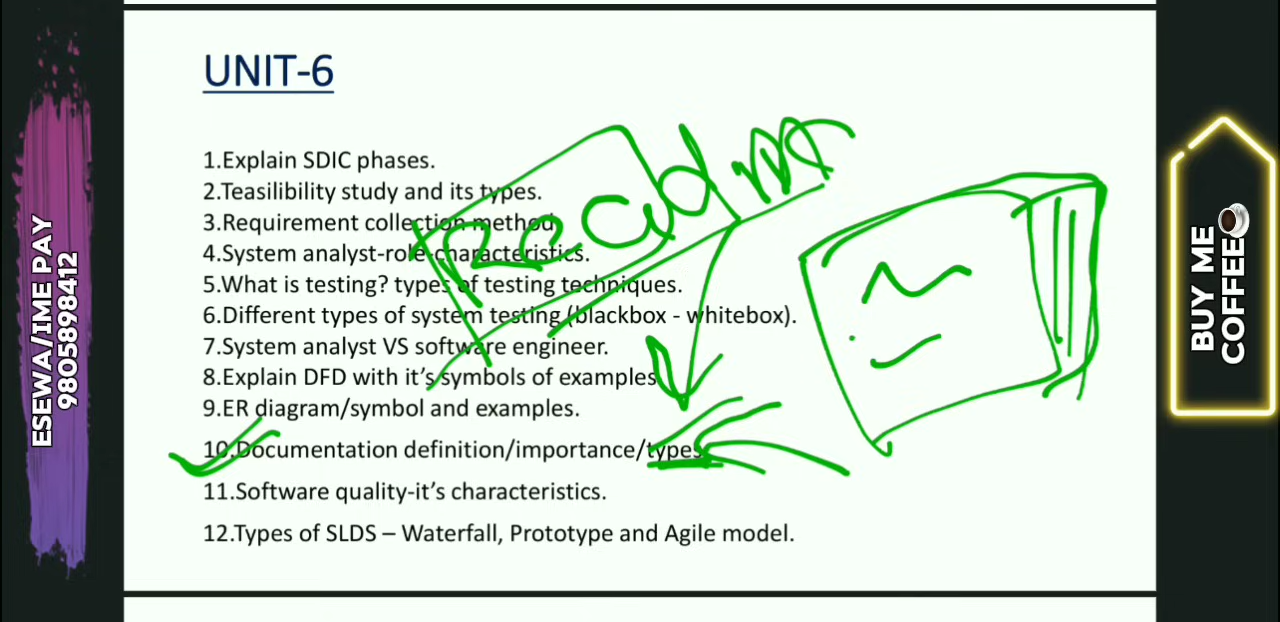 UNIT-6
1.Explain SDIC phases.
2.Teasilibility study and its types.
3.Requirement collection method
4.System analyst-role characteristics.
5.What is testing? types of testing techniques.
6.Different types of system testing (blackbox - whitebox).
7.System analyst VS software engineer.
8.Explain DFD with it's symbols of examples
9.ER diagram/symbol and examples.
10.Documentation definition/importance/types
11.Software quality-it's characteristics.
12.Types of SLDS – Waterfall, Prototype and Agile model.
Read
ESEWA/IME PAY
9805898412
BUY ME
COFFEE